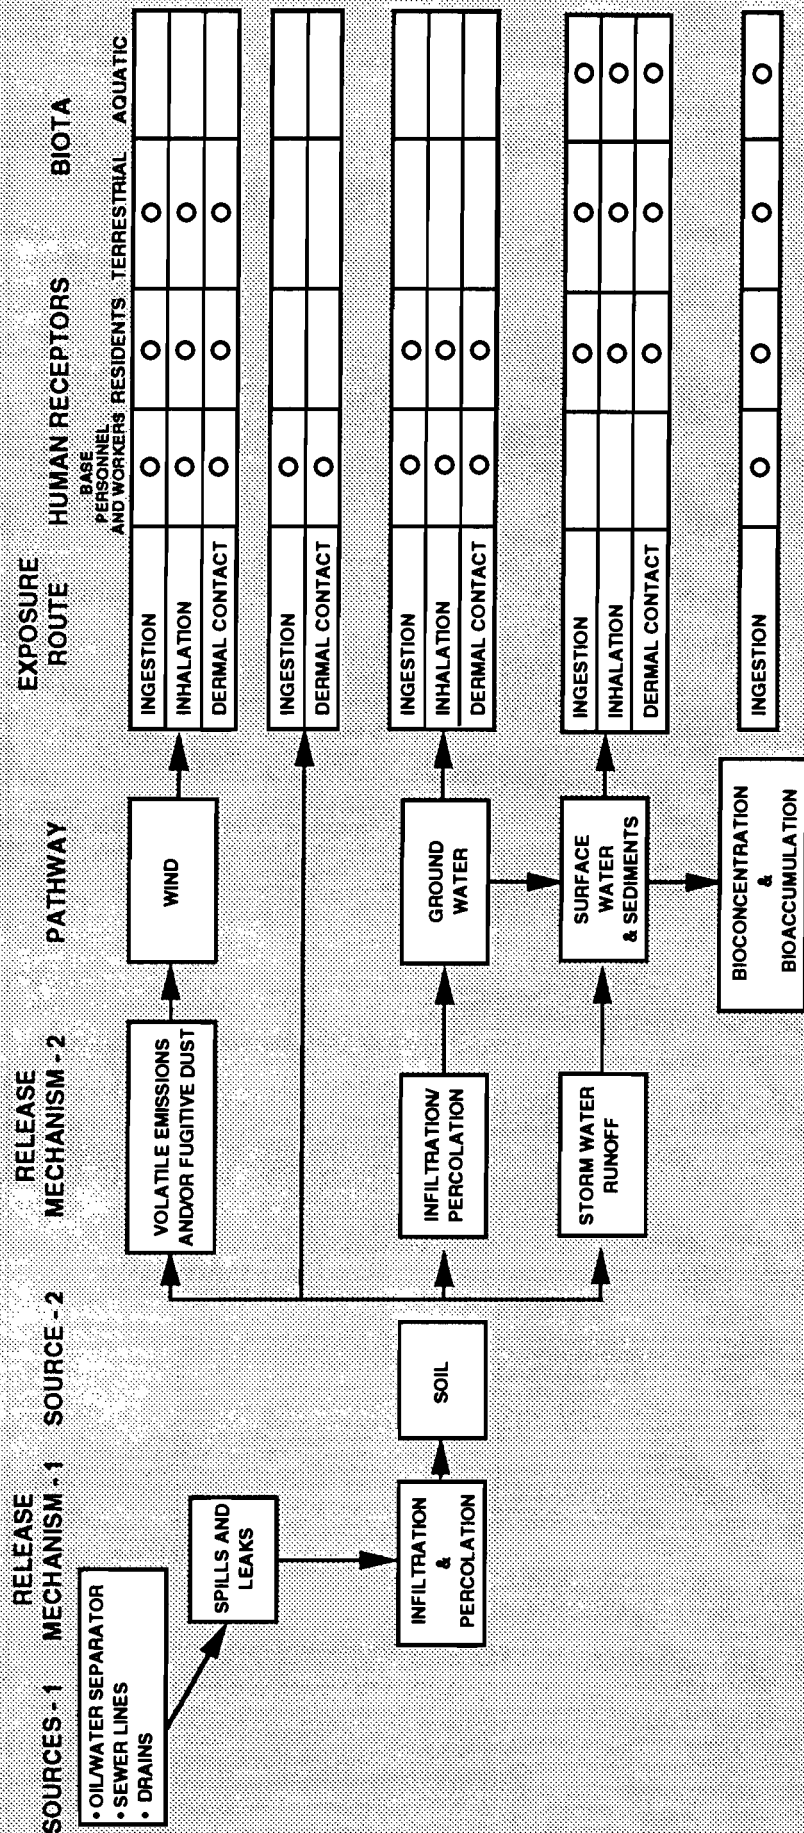 SOURCES - 1
RELEASE
MECHANISM - 1
SOURCE - 2
RELEASE
MECHANISM - 2
PATHWAY
EXPOSURE
ROUTE
HUMAN RECEPTORS
BASE
PERSONNEL
AND WORKERS
RESIDENTS
BIOTA
TERRESTRIAL
AQUATIC
• OIL/WATER SEPARATOR
• SEWER LINES
• DRAINS
SPILLS AND
LEAKS
INFILTRATION
&
PERCOLATION
SOIL
VOLATILE EMISSIONS
AND/OR FUGITIVE DUST
WIND
INGESTION
INHALATION
DERMAL CONTACT
INGESTION
DERMAL CONTACT
INFILTRATION/
PERCOLATION
GROUND
WATER
INGESTION
INHALATION
DERMAL CONTACT
STORM WATER
RUNOFF
SURFACE
WATER
& SEDIMENTS
INGESTION
INHALATION
DERMAL CONTACT
BIOCONCENTRATION
&
BIOACCUMULATION
INGESTION